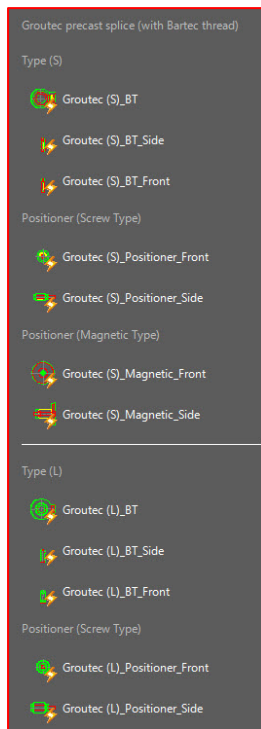 Groutec precast splice (with Bartec thread)
Type (S)
Groutec (S)_BT
Groutec (S)_BT_Side
Groutec (S)_BT_Front
Positioner (Screw Type)
Groutec (S)_Positioner_Front
Groutec (S)_Positioner_Side
Positioner (Magnetic Type)
Groutec (S)_Magnetic_Front
Groutec (S)_Magnetic_Side
Type (L)
Groutec (L)_BT
Groutec (L)_BT_Side
Groutec (L)_BT_Front
Positioner (Screw Type)
Groutec (L)_Positioner_Front
Groutec (L)_Positioner_Side